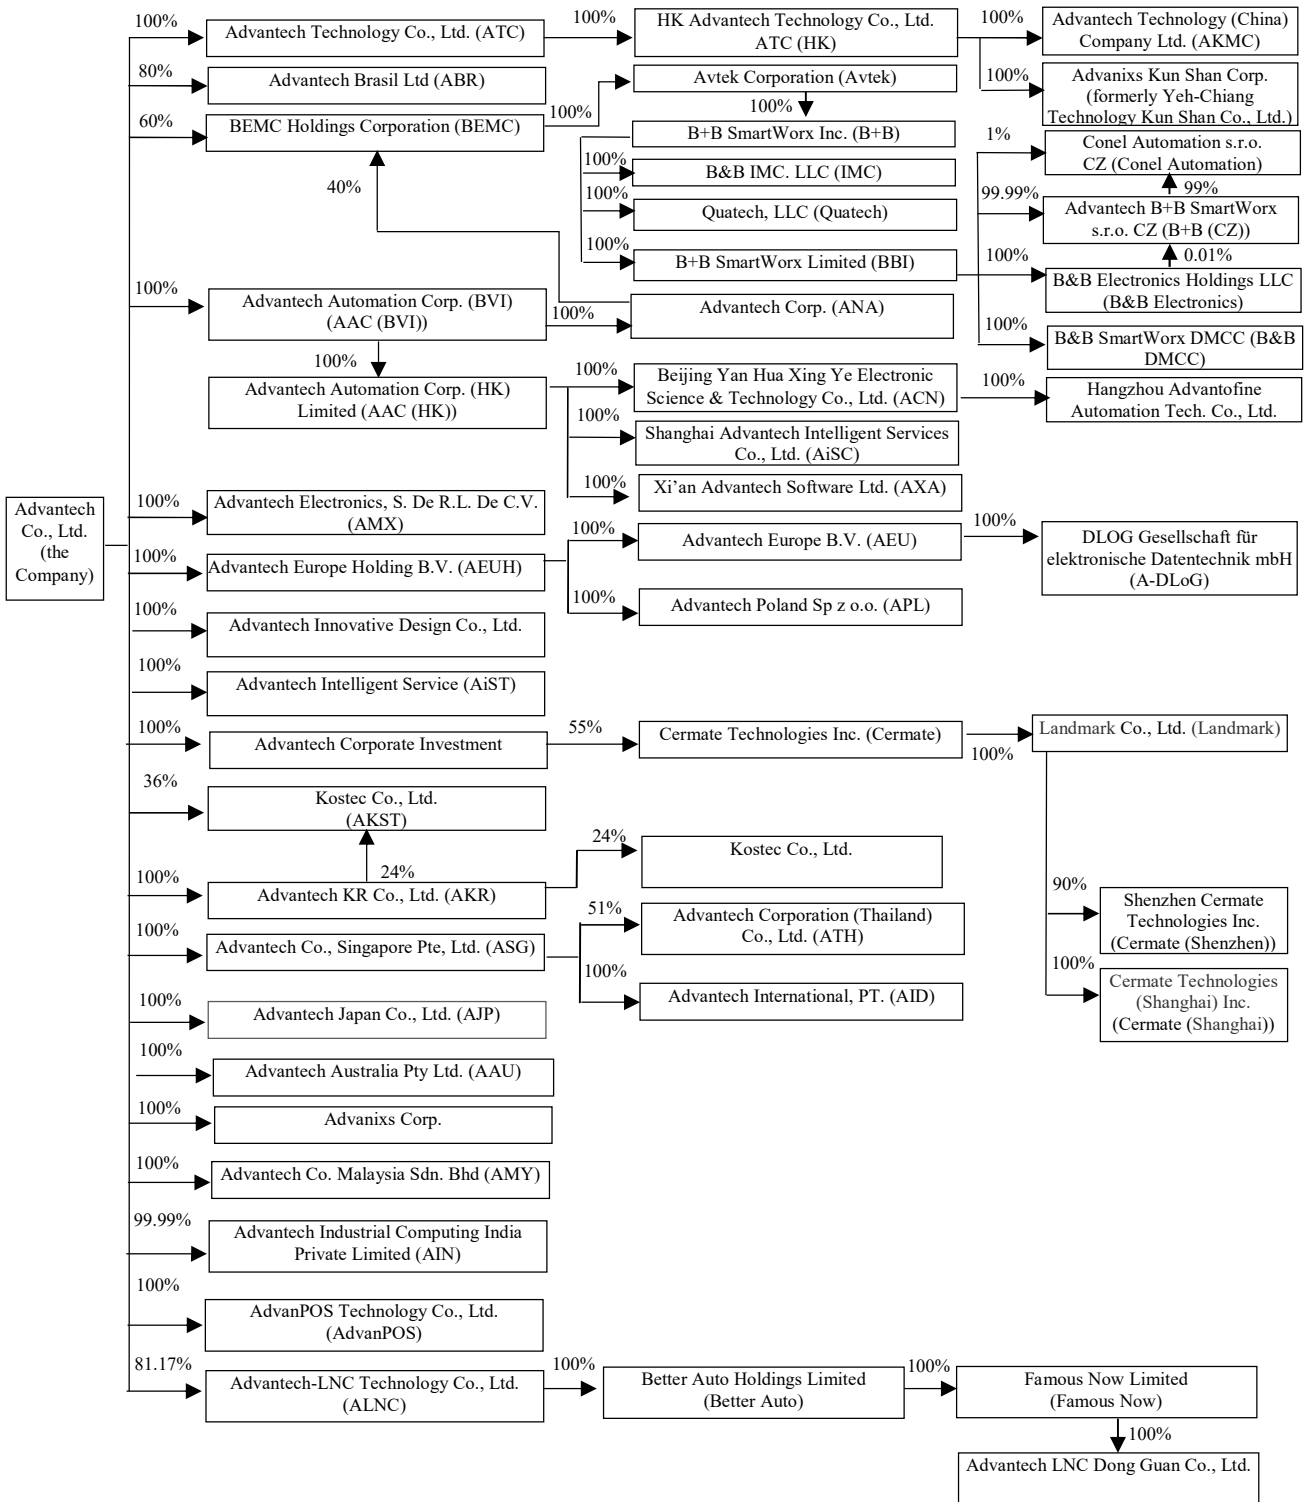 100%
Advantech Technology Co., Ltd. (ATC)
100%
HK Advantech Technology Co., Ltd.
ATC (HK)
100%
Advantech Technology (China)
Company Ltd. (AKMC)
80%
Advantech Brasil Ltd (ABR)
Avtek Corporation (Avtek)
100%
Advanixs Kun Shan Corp.
(formerly Yeh-Chiang
Technology Kun Shan Co., Ltd.)
60%
BEMC Holdings Corporation (BEMC)
100%
100%
B+B SmartWorx Inc. (B+B)
1%
Conel Automation s.r.o.
CZ (Conel Automation)
100%
B&B IMC. LLC (IMC)
40%
99%
100%
Quatech, LLC (Quatech)
99.99%
Advantech B+B SmartWorx
s.r.o. CZ (B+B (CZ))
0.01%
100%
B+B SmartWorx Limited (BBI)
100%
B&B Electronics Holdings LLC
(B&B Electronics)
100%
Advantech Automation Corp. (BVI)
(AAC (BVI))
100%
Advantech Corp. (ANA)
100%
B&B SmartWorx DMCC (B&B
DMCC)
100%
Advantech Automation Corp. (HK)
Limited (AAC (HK))
100%
Beijing Yan Hua Xing Ye Electronic
Science & Technology Co., Ltd. (ACN)
100%
Hangzhou Advantofine
Automation Tech. Co., Ltd.
100%
Shanghai Advantech Intelligent Services
Co., Ltd. (AiSC)
100%
Xi’an Advantech Software Ltd. (AXA)
Advantech
Co., Ltd.
(the
Company)
100%
Advantech Electronics, S. De R.L. De C.V.
(AMX)
100%
Advantech Europe Holding B.V. (AEUH)
100%
Advantech Europe B.V. (AEU)
100%
DLOG Gesellschaft für
elektronische Datentechnik mbH
(A-DLoG)
100%
Advantech Poland Sp z o.o. (APL)
100%
Advantech Innovative Design Co., Ltd.
100%
Advantech Intelligent Service (AiST)
100%
Advantech Corporate Investment
55%
Cermate Technologies Inc. (Cermate)
100%
Landmark Co., Ltd. (Landmark)
36%
Kostec Co., Ltd.
(AKST)
24%
24%
Kostec Co., Ltd.
100%
Advantech KR Co., Ltd. (AKR)
90%
Shenzhen Cermate
Technologies Inc.
(Cermate (Shenzhen))
100%
Advantech Co., Singapore Pte, Ltd. (ASG)
51%
Advantech Corporation (Thailand)
Co., Ltd. (ATH)
100%
Advantech International, PT. (AID)
100%
Cermate Technologies
(Shanghai) Inc.
(Cermate (Shanghai))
100%
Advantech Japan Co., Ltd. (AJP)
100%
Advantech Australia Pty Ltd. (AAU)
100%
Advanixs Corp.
100%
Advantech Co. Malaysia Sdn. Bhd (AMY)
99.99%
Advantech Industrial Computing India
Private Limited (AIN)
100%
AdvanPOS Technology Co., Ltd.
(AdvanPOS)
81.17%
Advantech-LNC Technology Co., Ltd.
(ALNC)
100%
Better Auto Holdings Limited
(Better Auto)
100%
Famous Now Limited
(Famous Now)
100%
Advantech LNC Dong Guan Co., Ltd.